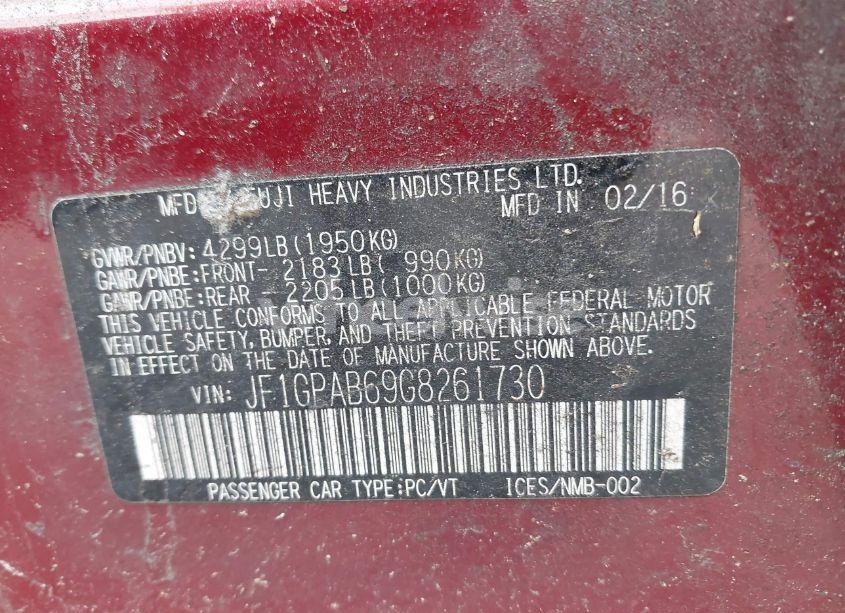 MFD BY FUJI HEAVY INDUSTRIES LTD.
MFD IN 02/16
GVWR/PNBV: 4299LB(1950KG)
GAWR/PNBE:FRONT- 2183LB( 990KG)
GAWR/PNBE:REAR - 2205LB(1000KG)
THIS VEHICLE CONFORMS TO ALL APPLICABLE FEDERAL MOTOR
VEHICLE SAFETY, BUMPER, AND THEFT PREVENTION STANDARDS
IN EFFECT ON THE DATE OF MANUFACTURE SHOWN ABOVE.
VIN: JF1GPAB69G8261730
PASSENGER CAR TYPE:PC/VT ICES/NMB-002